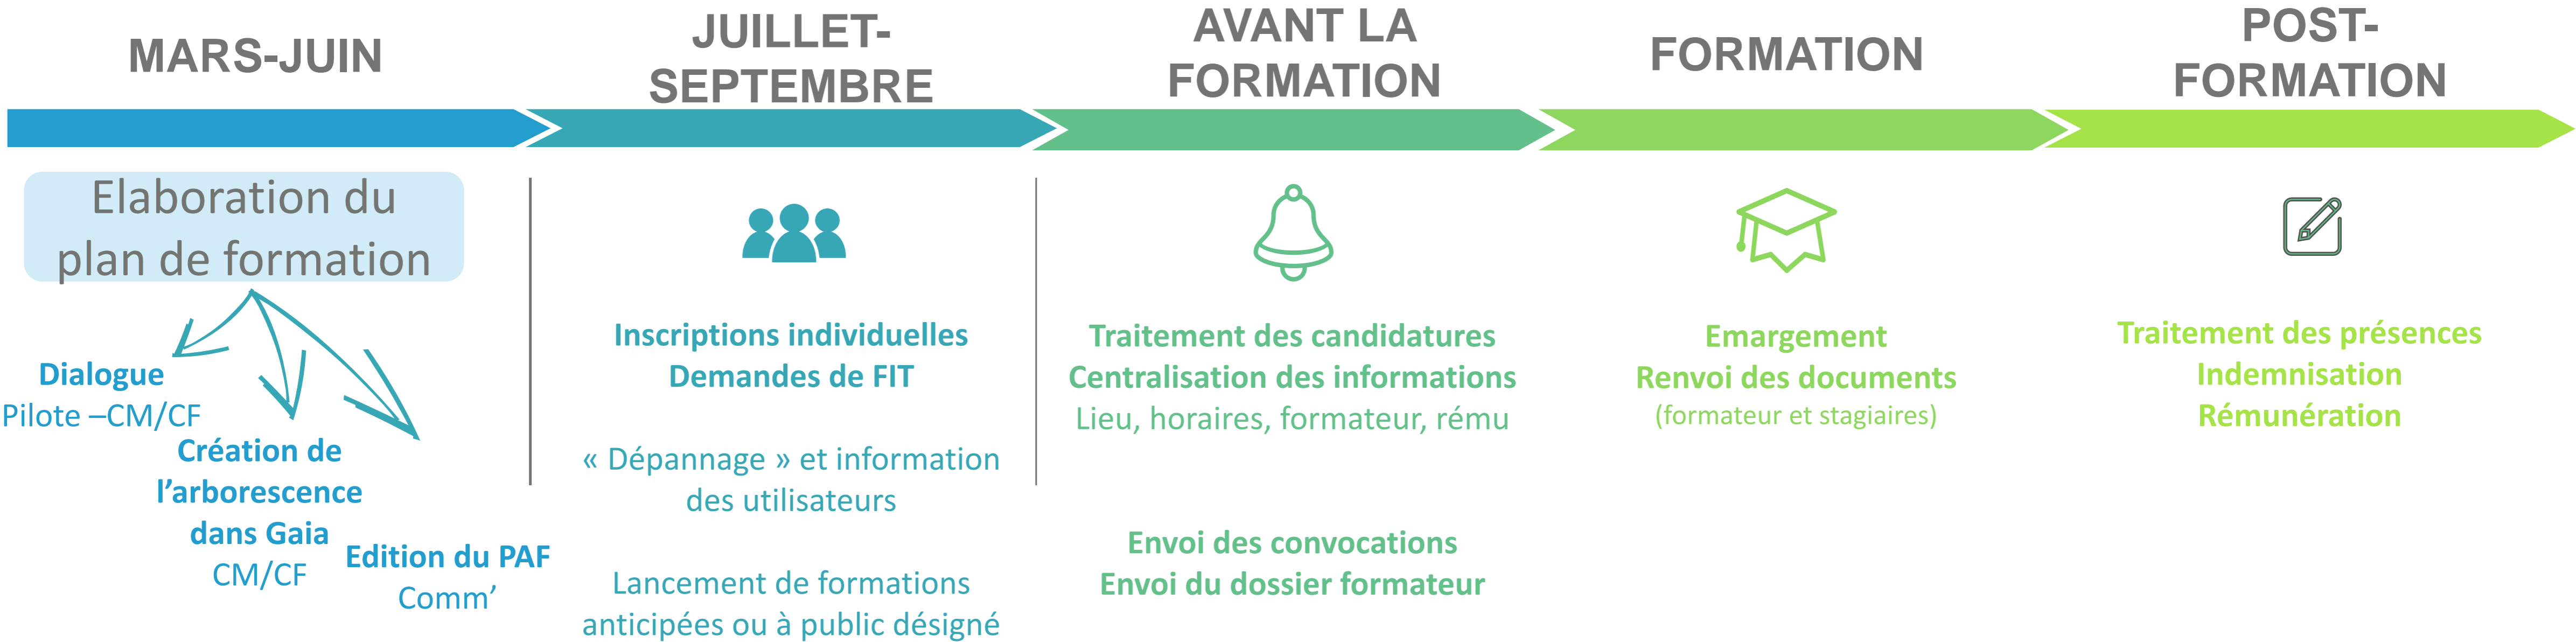 MARS-JUIN
JUILLET-
SEPTEMBRE
AVANT LA
FORMATION
FORMATION
POST-
FORMATION
Elaboration du
plan de formation
Dialogue
Pilote –CM/CF
Création de
l’arborescence
dans Gaia
CM/CF
Edition du PAF
Comm’
Inscriptions individuelles
Demandes de FIT
« Dépannage » et information
des utilisateurs
Lancement de formations
anticipées ou à public désigné
Traitement des candidatures
Centralisation des informations
Lieu, horaires, formateur, rému
Envoi des convocations
Envoi du dossier formateur
Emargement
Renvoi des documents
(formateur et stagiaires)
Traitement des présences
Indemnisation
Rémunération